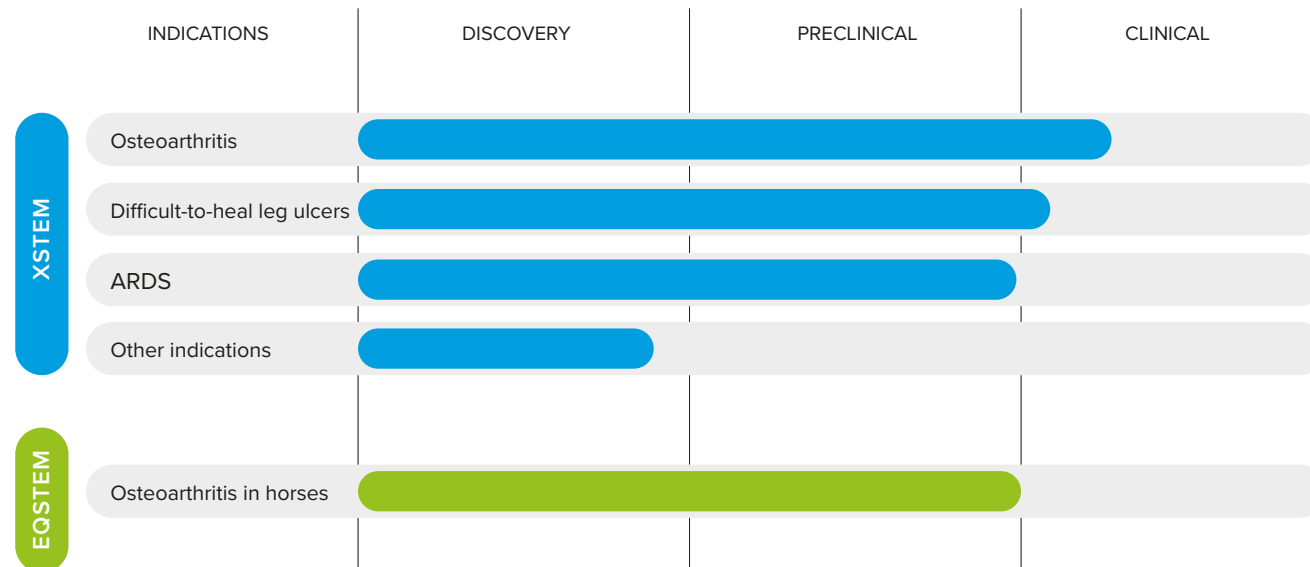 INDICATIONS DISCOVERY PRECLINICAL CLINICAL
XSTEM
Osteoarthritis
Difficult-to-heal leg ulcers
ARDS
Other indications
EQSTEM
Osteoarthritis in horses